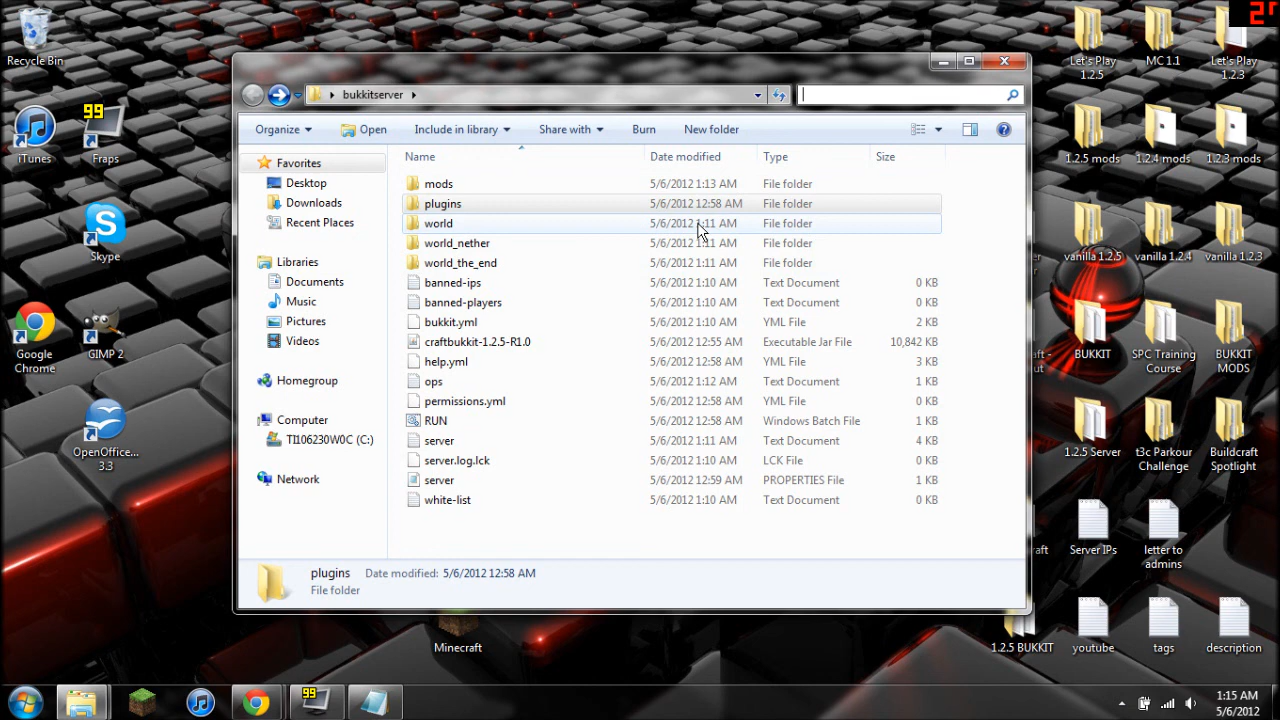 Recycle Bin
iTunes
99
Fraps
Skype
Google
Chrome
GIMP 2
OpenOffice...
3.3
bukkitserver
Organize
Open
Include in library
Share with
Burn
New folder
Favorites
Desktop
Downloads
Recent Places
Libraries
Documents
Music
Pictures
Videos
Homegroup
Computer
TI106230W0C (C:)
Network
Name Date modified Type Size
mods 5/6/2012 1:13 AM File folder
plugins 5/6/2012 12:58 AM File folder
world 5/6/2012 1:11 AM File folder
world_nether 5/6/2012 1:11 AM File folder
world_the_end 5/6/2012 1:11 AM File folder
banned-ips 5/6/2012 1:10 AM Text Document 0 KB
banned-players 5/6/2012 1:10 AM Text Document 0 KB
bukkit.yml 5/6/2012 1:10 AM YML File 2 KB
craftbukkit-1.2.5-R1.0 5/6/2012 12:55 AM Executable Jar File 10,842 KB
help.yml 5/6/2012 12:58 AM YML File 3 KB
ops 5/6/2012 1:12 AM Text Document 1 KB
permissions.yml 5/6/2012 12:58 AM YML File 0 KB
RUN 5/6/2012 12:58 AM Windows Batch File 1 KB
server 5/6/2012 1:11 AM Text Document 4 KB
server.log.lck 5/6/2012 1:10 AM LCK File 0 KB
server 5/6/2012 12:59 AM PROPERTIES File 1 KB
white-list 5/6/2012 1:10 AM Text Document 0 KB
plugins Date modified: 5/6/2012 12:58 AM
File folder
Let's Play
1.2.5
MC 1.1
Let's Play
1.2.3
1.2.5 mods
1.2.4 mods
1.2.3 mods
vanilla 1.2.5
vanilla 1.2.4
vanilla 1.2.3
BUKKIT
SPC Training
Course
BUKKIT
MODS
1.2.5 Server
t3c Parkour
Challenge
Buildcraft
Spotlight
Server IPs
letter to
admins
Minecraft
1.2.5 BUKKIT
youtube
tags
description
99
1:15 AM
5/6/2012